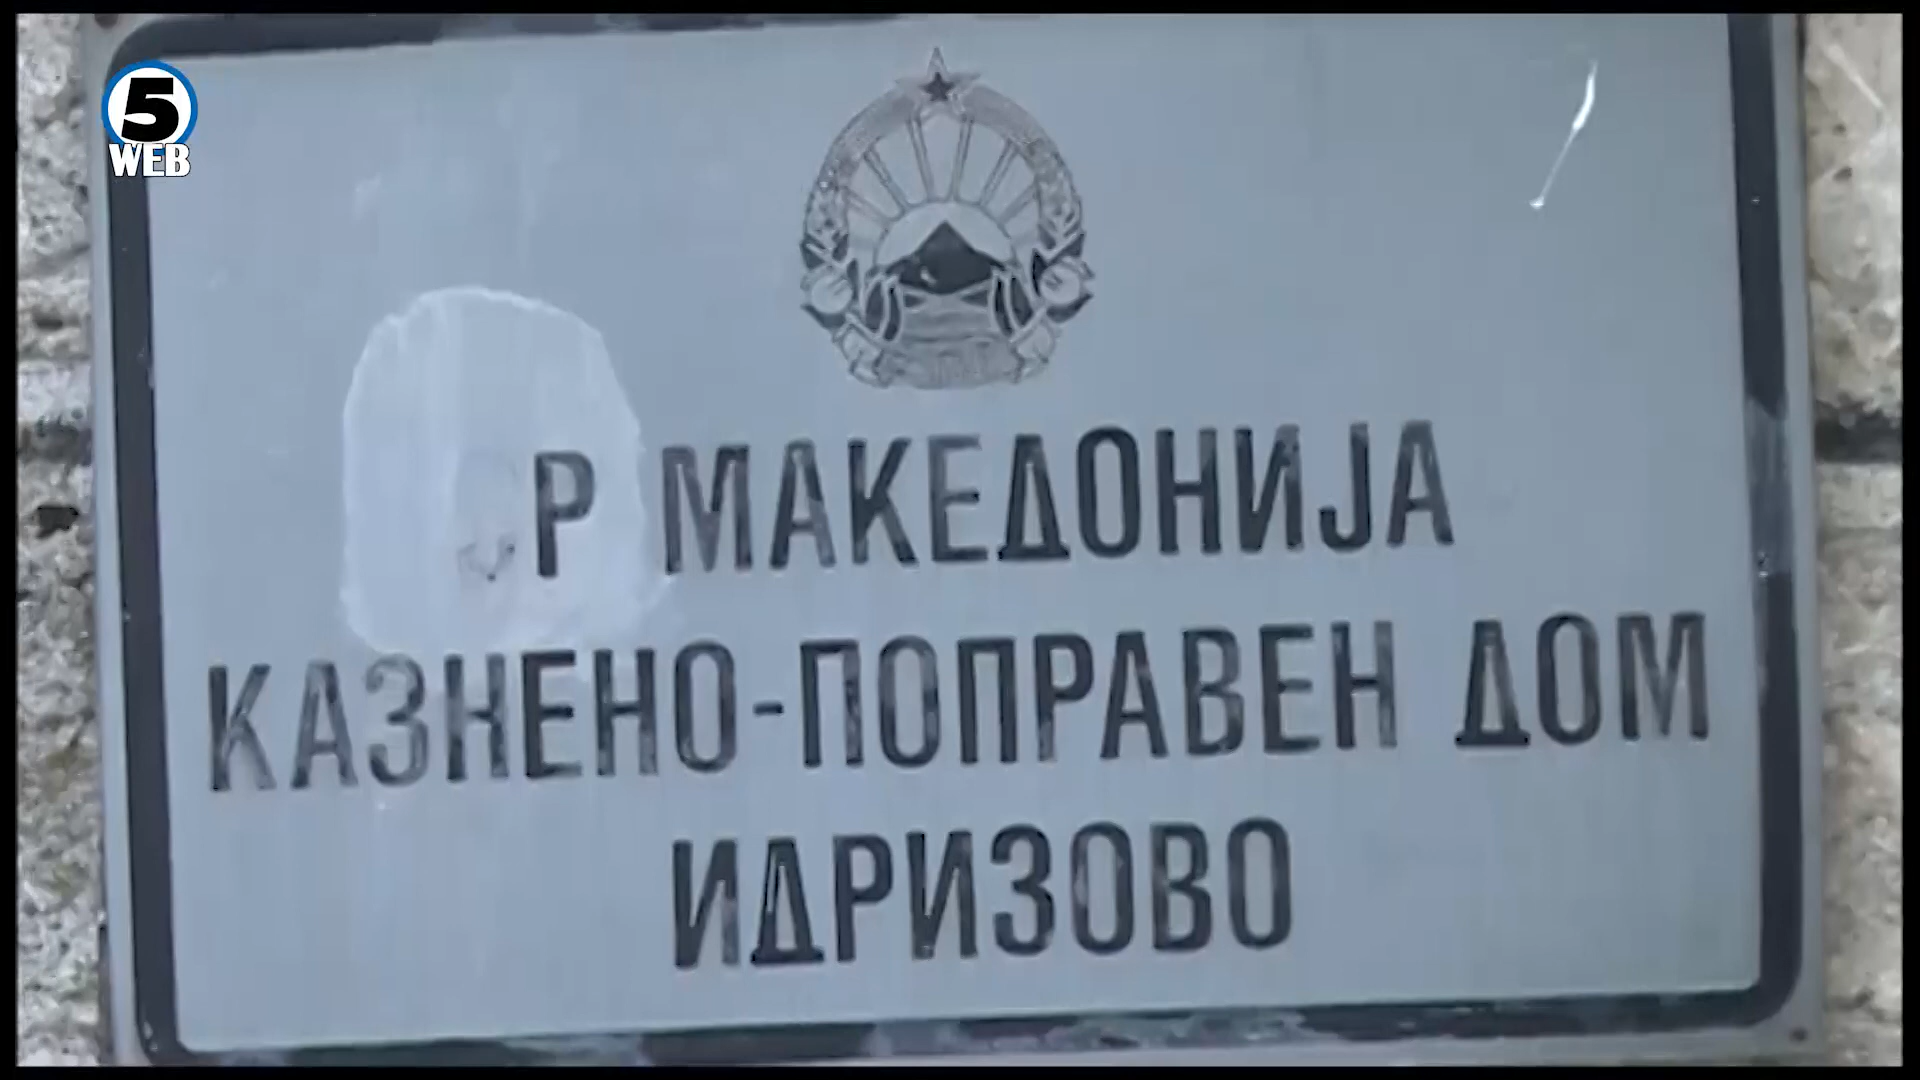 5
WEB
Р МАКЕДОНИЈА
КАЗНЕНО-ПОПРАВЕН ДОМ
ИДРИЗОВО